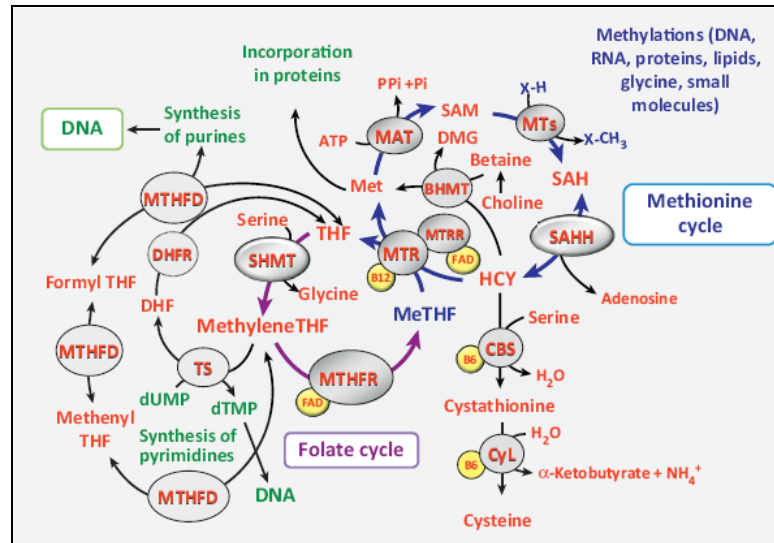 Methylations (DNA,
RNA, proteins, lipids,
glycine, small
molecules)
Incorporation
in proteins
PPi +Pi
SAM
X-H
MTs
X-CH3
ATP
MAT
DMG
Betaine
DNA
Synthesis
of purines
Met
BHMT
Choline
SAH
Methionine
cycle
MTHFD
Serine
THF
MTRR
MTR
FAD
B12
SAHH
DHFR
SHMT
HCY
Formyl THF
DHF
Glycine
Adenosine
MethyleneTHF
MeTHF
Serine
MTHFD
TS
CBS
B6
H2O
MTHFR
FAD
dUMP
dTMP
Cystathionine
Methenyl
THF
Synthesis of
pyrimidines
Folate cycle
H2O
CyL
B6
α-Ketobutyrate + NH4+
MTHFD
DNA
Cysteine